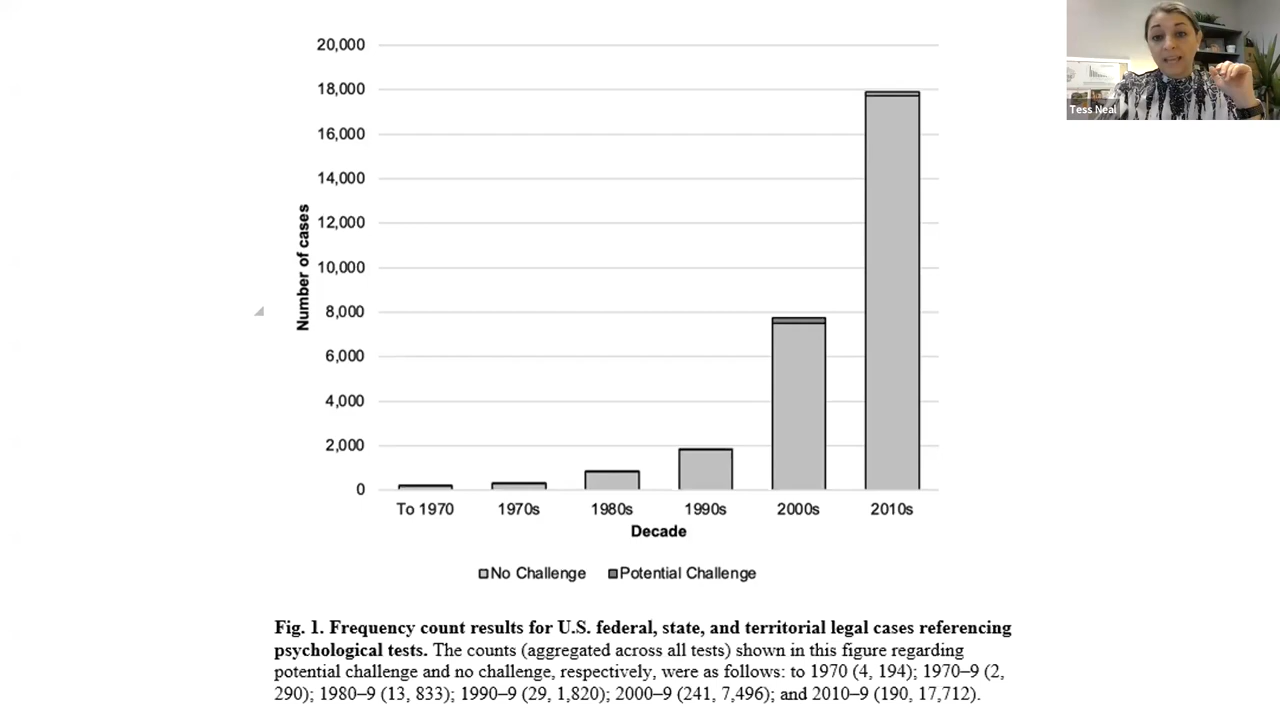 20,000
18,000
16,000
14,000
12,000
10,000
8,000
6,000
4,000
2,000
0
Number of cases
To 1970 1970s 1980s 1990s 2000s 2010s
Decade
No Challenge Potential Challenge
Fig. 1. Frequency count results for U.S. federal, state, and territorial legal cases referencing
psychological tests. The counts (aggregated across all tests) shown in this figure regarding
potential challenge and no challenge, respectively, were as follows: to 1970 (4, 194); 1970–9 (2,
290); 1980–9 (13, 833); 1990–9 (29, 1,820); 2000–9 (241, 7,496); and 2010–9 (190, 17,712).
Tess Neal